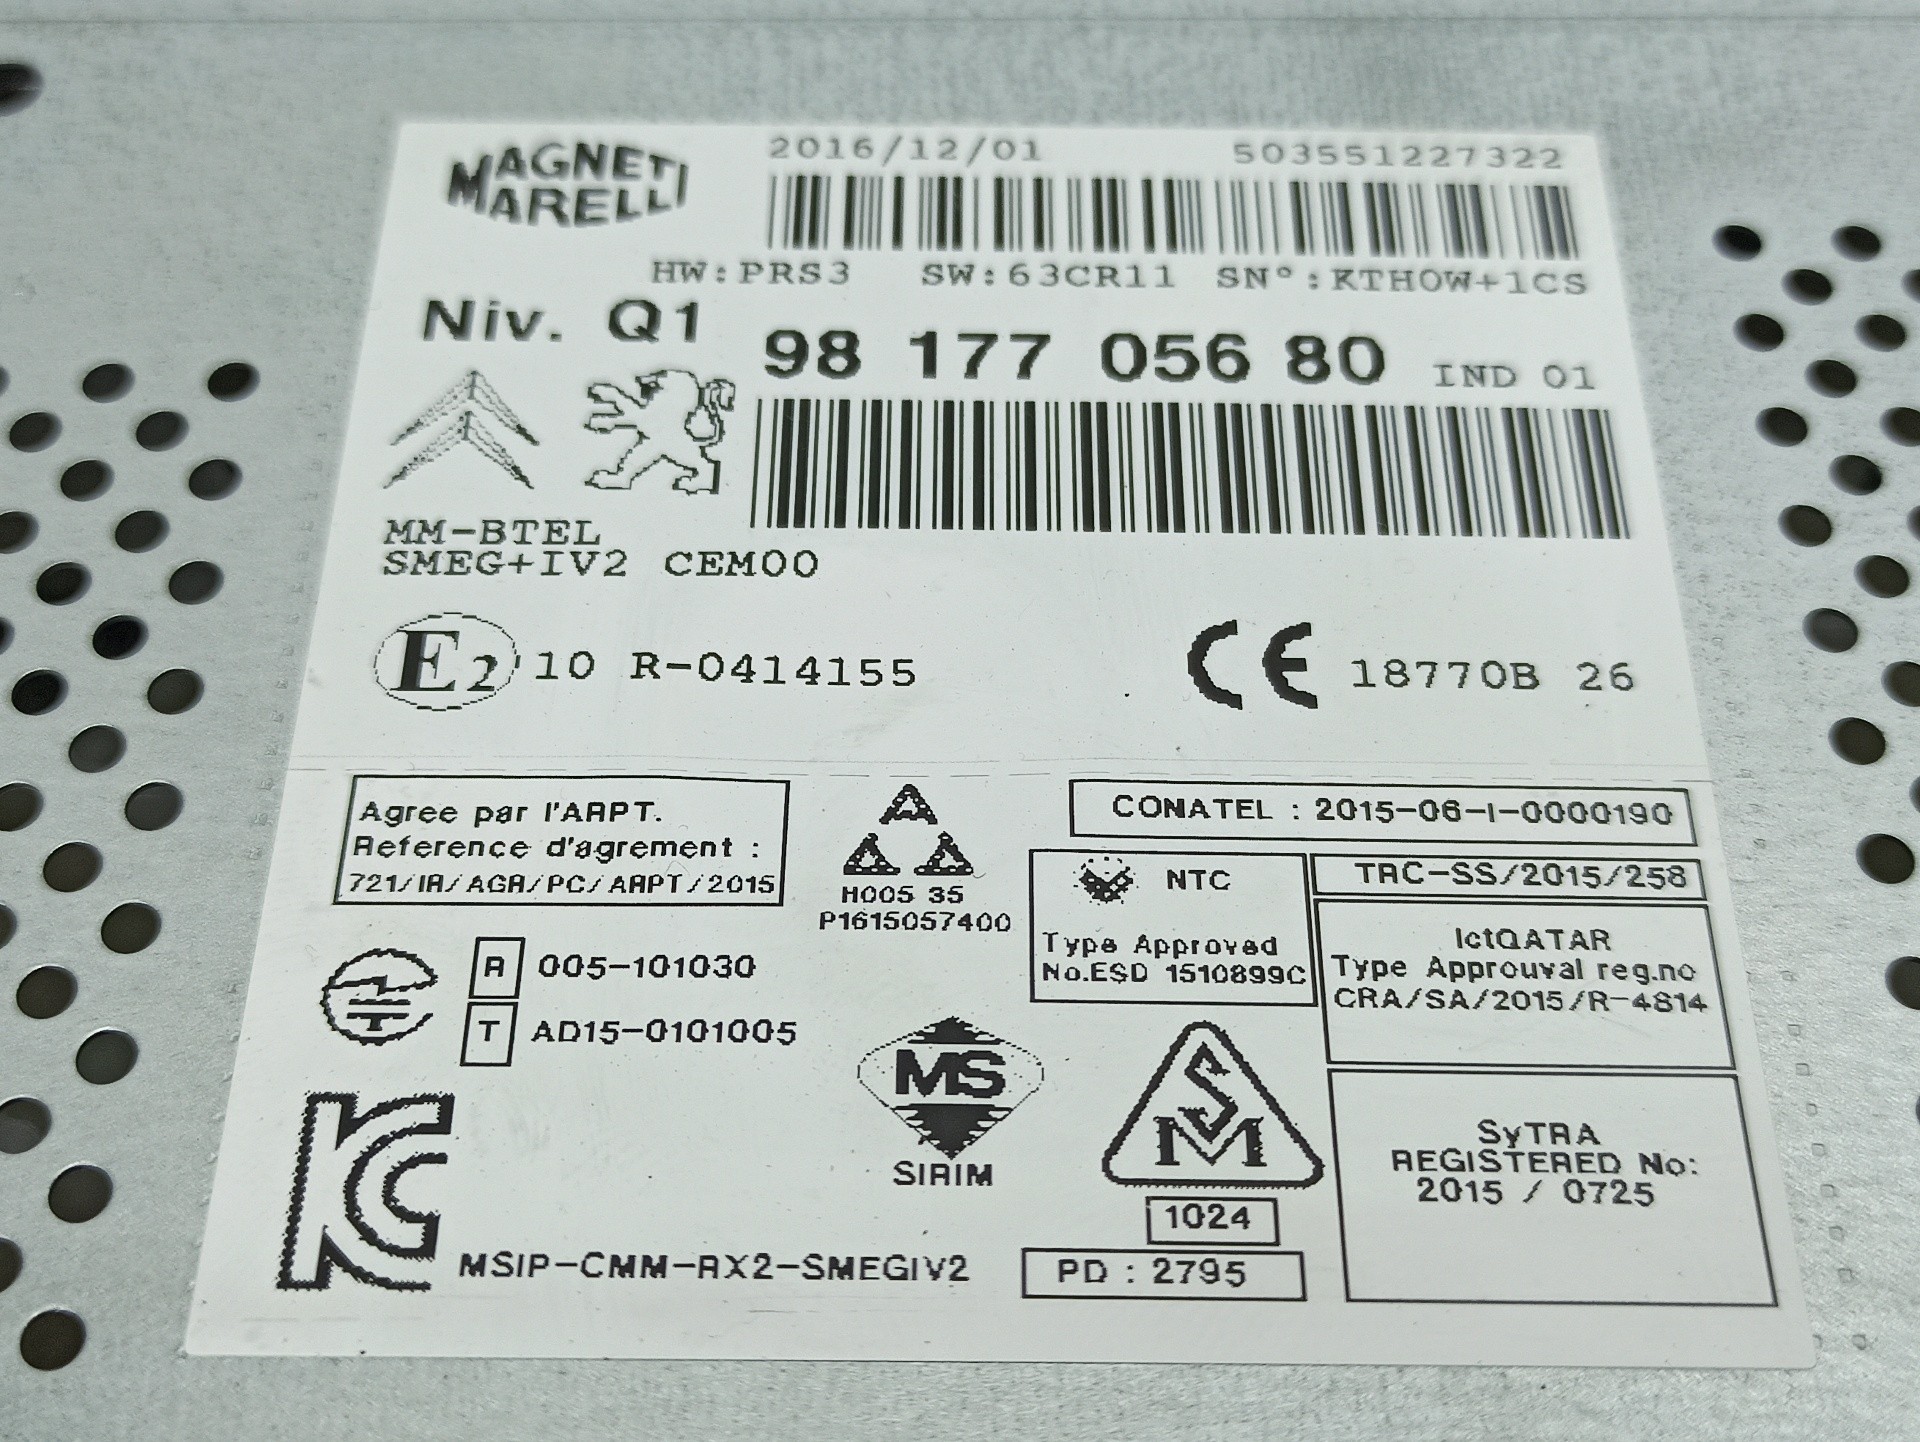 MAGNETI
MARELLI
2016/12/01 503551227322
HW:PRS3 SW:63CR11 SN°:KTH0W+1CS
Niv. Q1
98 177 056 80 IND 01
MM-BTEL
SMEG+IV2 CEM00
E2 10 R-0414155
CE 18770B 26
Agree par l'ARPT.
Reference d'agrement :
721/IR/AGR/PC/ARPT/2015
H005 35
P1615057400
CONATEL : 2015-06-I-0000190
NTC
Type Approved
No.ESD 1510899C
TRC-SS/2015/258
IctQATAR
Type Approuval reg.no
CRA/SA/2015/R-4814
R 005-101030
T AD15-0101005
MS
SIRIM
SM
1024
PD : 2795
SyTRA
REGISTERED No:
2015 / 0725
KC
MSIP-CMM-RX2-SMEGIV2